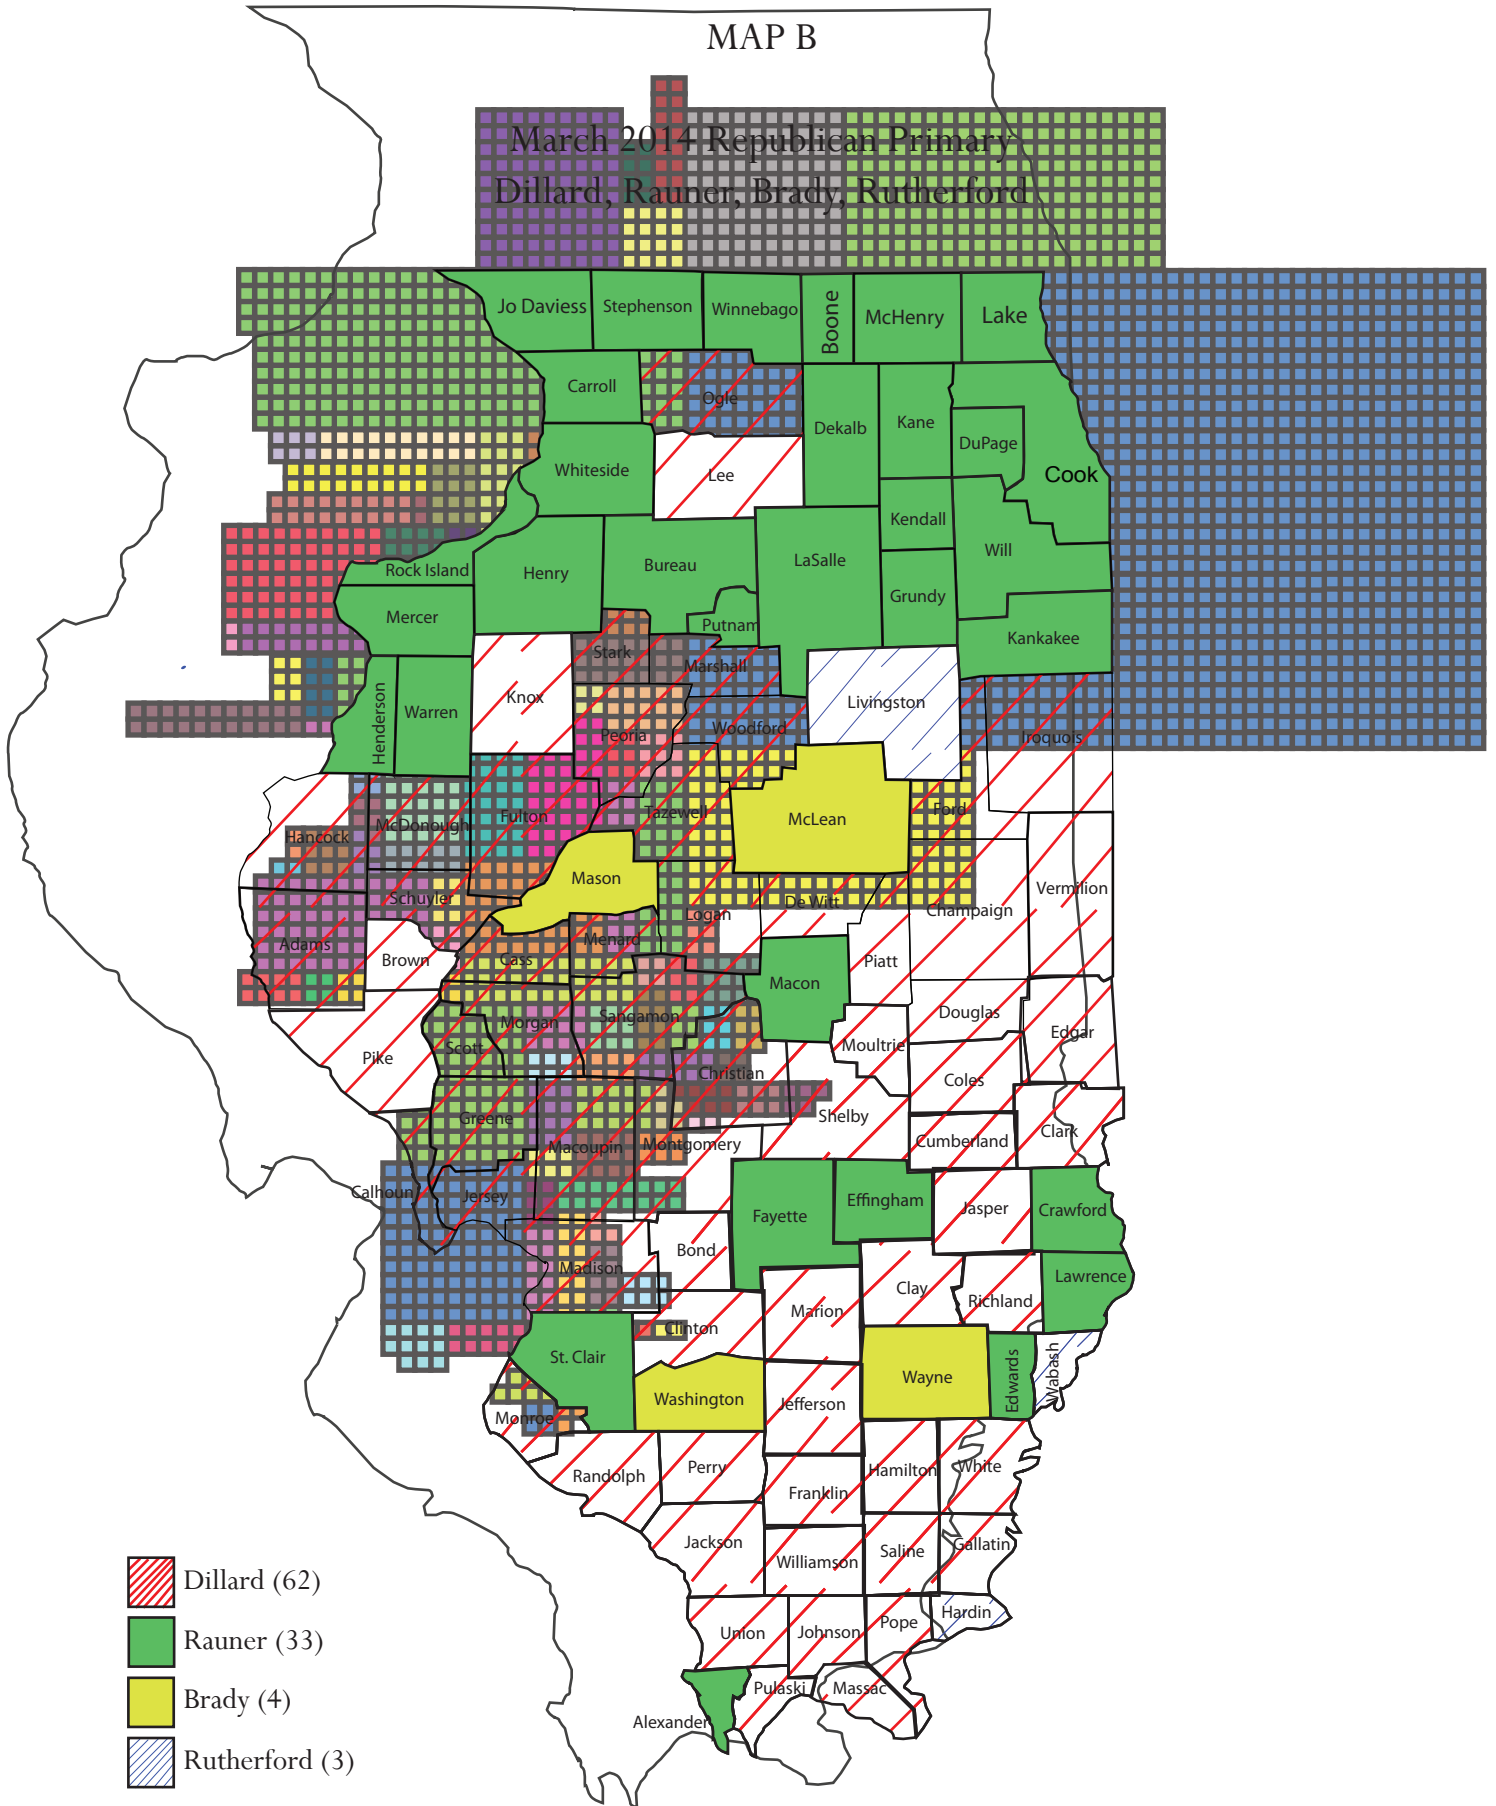 MAP B
March 2014 Republican Primary
Dillard, Rauner, Brady, Rutherford
Jo Daviess
Stephenson
Winnebago
Boone
McHenry
Lake
Carroll
Ogle
Dekalb
Kane
DuPage
Cook
Whiteside
Lee
Kendall
Will
Rock Island
Henry
Bureau
LaSalle
Grundy
Mercer
Putnam
Kankakee
Stark
Marshall
Henderson
Warren
Knox
Peoria
Woodford
Livingston
Iroquois
Hancock
McDonough
Fulton
Tazewell
McLean
Ford
Mason
Schuyler
Logan
De Witt
Champaign
Vermilion
Adams
Brown
Cass
Menard
Piatt
Macon
Pike
Scott
Morgan
Sangamon
Christian
Moultrie
Douglas
Edgar
Coles
Greene
Macoupin
Montgomery
Shelby
Cumberland
Clark
Calhoun
Jersey
Fayette
Effingham
Jasper
Crawford
Madison
Bond
Clay
Richland
Lawrence
Marion
Clinton
St. Clair
Washington
Wayne
Edwards
Wabash
Monroe
Jefferson
Randolph
Perry
Franklin
Hamilton
White
Jackson
Williamson
Saline
Gallatin
Union
Johnson
Pope
Hardin
Alexander
Pulaski
Massac
Dillard (62)
Rauner (33)
Brady (4)
Rutherford (3)